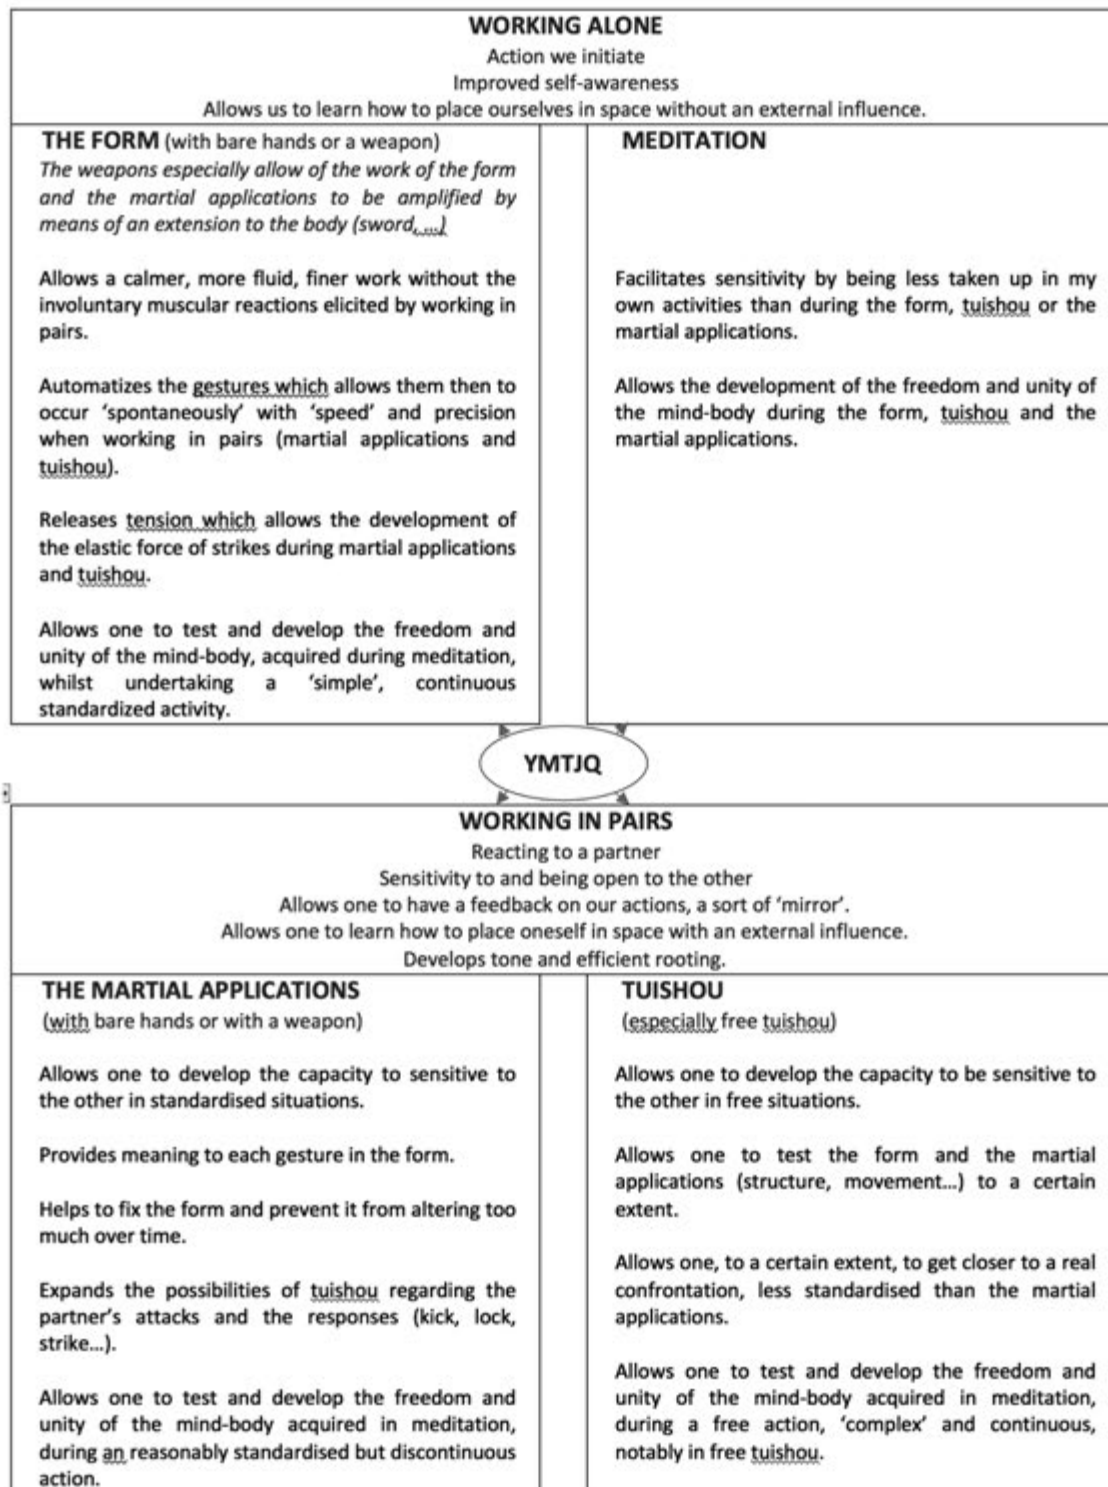 WORKING ALONE
Action we initiate
Improved self-awareness
Allows us to learn how to place ourselves in space without an external influence.
THE FORM (with bare hands or a weapon)
The weapons especially allow of the work of the form
and the martial applications to be amplified by
means of an extension to the body (sword,...)
Allows a calmer, more fluid, finer work without the
involuntary muscular reactions elicited by working in
pairs.
Automatizes the gestures which allows them then to
occur ‘spontaneously’ with ‘speed’ and precision
when working in pairs (martial applications and
tuishou).
Releases tension which allows the development of
the elastic force of strikes during martial applications
and tuishou.
Allows one to test and develop the freedom and
unity of the mind-body, acquired during meditation,
whilst undertaking a ‘simple’, continuous
standardized activity.
MEDITATION
Facilitates sensitivity by being less taken up in my
own activities than during the form, tuishou or the
martial applications.
Allows the development of the freedom and unity of
the mind-body during the form, tuishou and the
martial applications.
YMTJQ
WORKING IN PAIRS
Reacting to a partner
Sensitivity to and being open to the other
Allows one to have a feedback on our actions, a sort of ‘mirror’.
Allows one to learn how to place oneself in space with an external influence.
Develops tone and efficient rooting.
THE MARTIAL APPLICATIONS
(with bare hands or with a weapon)
Allows one to develop the capacity to sensitive to
the other in standardised situations.
Provides meaning to each gesture in the form.
Helps to fix the form and prevent it from altering too
much over time.
Expands the possibilities of tuishou regarding the
partner’s attacks and the responses (kick, lock,
strike...).
Allows one to test and develop the freedom and
unity of the mind-body acquired in meditation,
during an reasonably standardised but discontinuous
action.
TUISHOU
(especially free tuishou)
Allows one to develop the capacity to be sensitive to
the other in free situations.
Allows one to test the form and the martial
applications (structure, movement...) to a certain
extent.
Allows one, to a certain extent, to get closer to a real
confrontation, less standardised than the martial
applications.
Allows one to test and develop the freedom and
unity of the mind-body acquired in meditation,
during a free action, ‘complex’ and continuous,
notably in free tuishou.